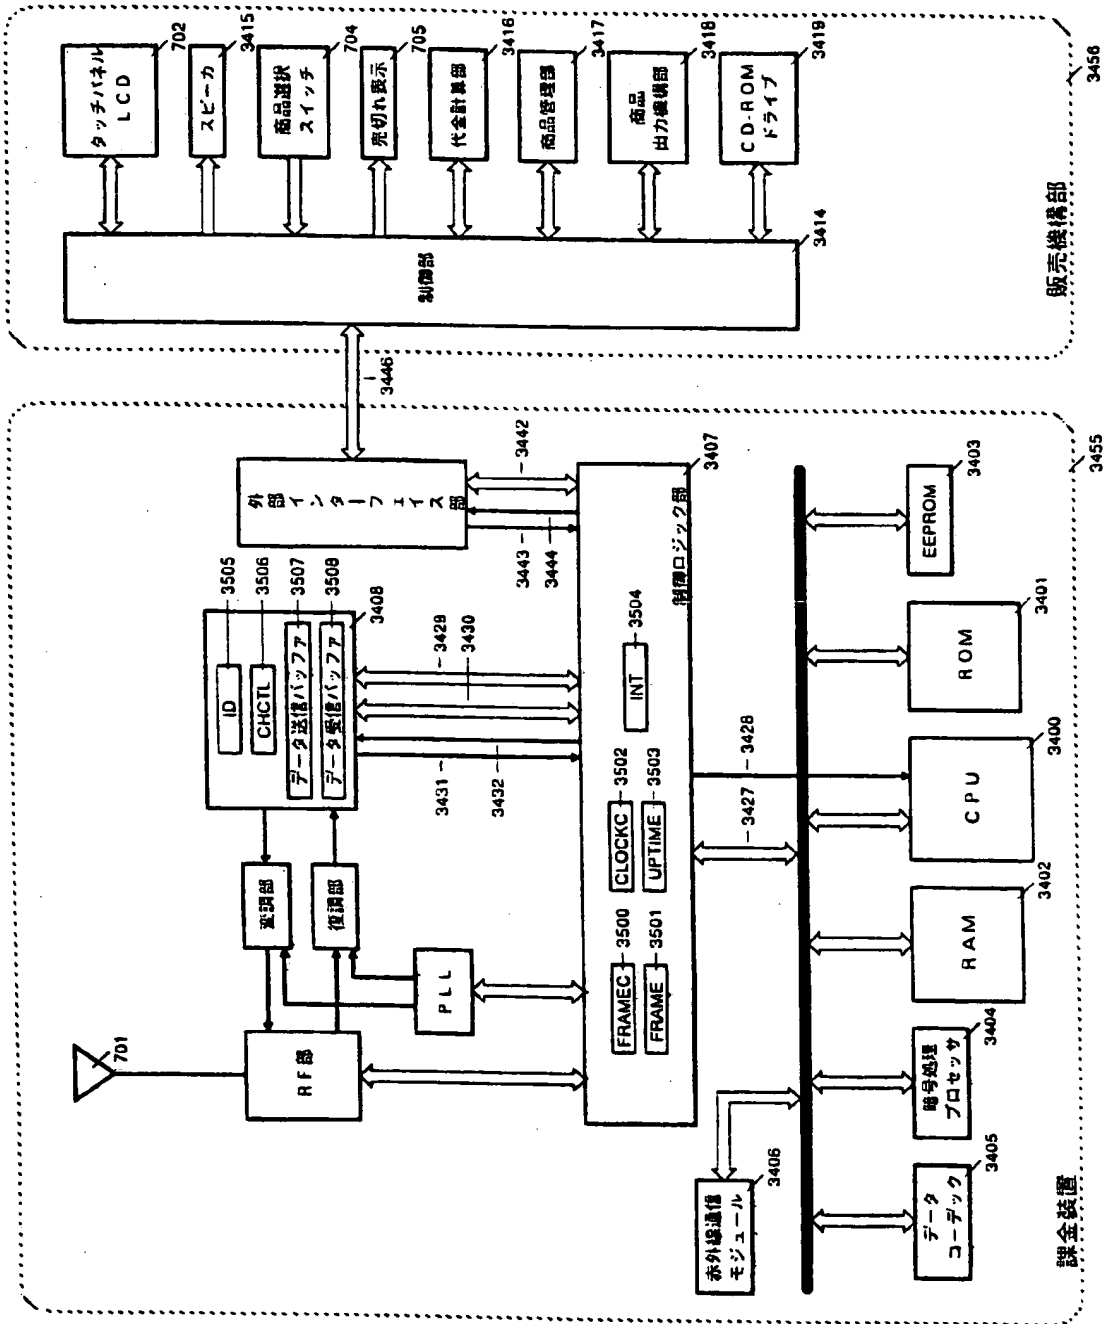 タッチパネル
LCD
702
スピーカ
3415
商品選択
スイッチ
704
売切れ表示
705
代金計算部
3416
商品管理部
3417
商品
出力機構部
3418
CD-ROM
ドライブ
3419
制御部
3414
販売機構部
3456
3446
外部
インターフェイス部
3442
3443
3444
ID
3505
CHCTL
3506
データ送信バッファ
3507
データ受信バッファ
3508
3408
3429
3430
3431
3432
変調部
復調部
PLL
RF部
701
制御ロジック部
3407
FRAMEC
3500
FRAME
3501
CLOCKC
3502
UPTIME
3503
INT
3504
3427
3428
赤外線通信
モジュール
3406
データ
コーデック
3405
暗号処理
プロセッサ
3404
RAM
3402
CPU
3400
ROM
3401
EEPROM
3403
課金装置
3455